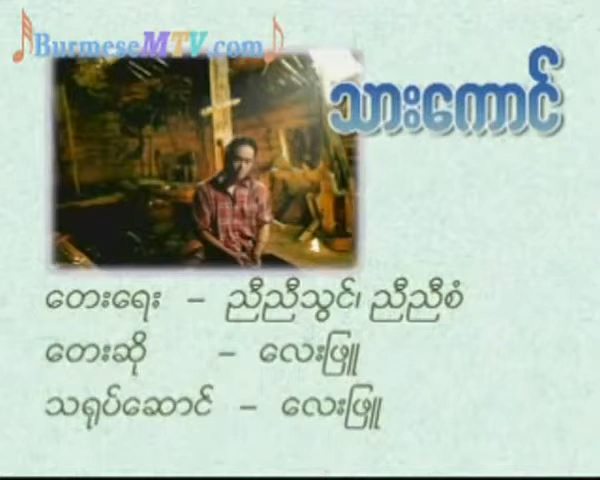 BurmeseMTV.com
သားကောင်
တေးရေး – ညီညီသွင်၊ ညီညီစံ
တေးဆို – လေးဖြူ
သရုပ်ဆောင် – လေးဖြူ